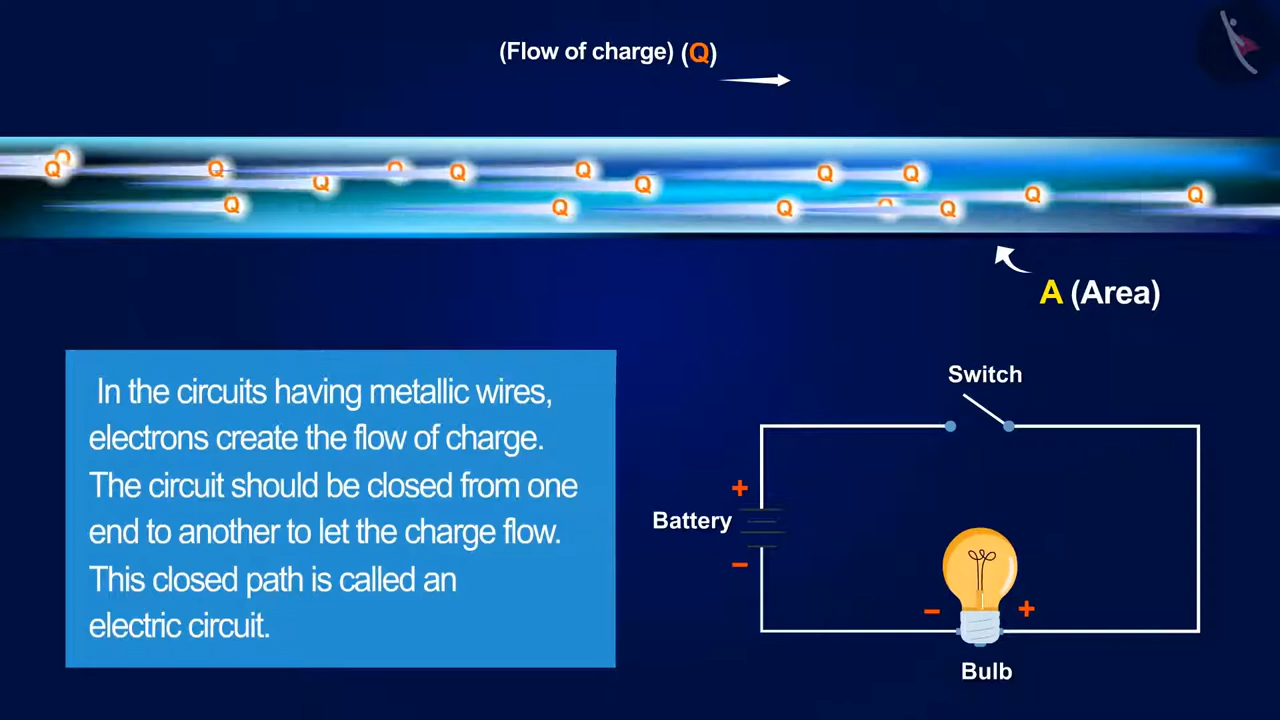 (Flow of charge) (Q)
Q Q Q Q Q Q Q Q Q Q Q Q Q Q Q Q Q Q
A (Area)
In the circuits having metallic wires,
electrons create the flow of charge.
The circuit should be closed from one
end to another to let the charge flow.
This closed path is called an
electric circuit.
Switch
+
Battery
−
− +
Bulb